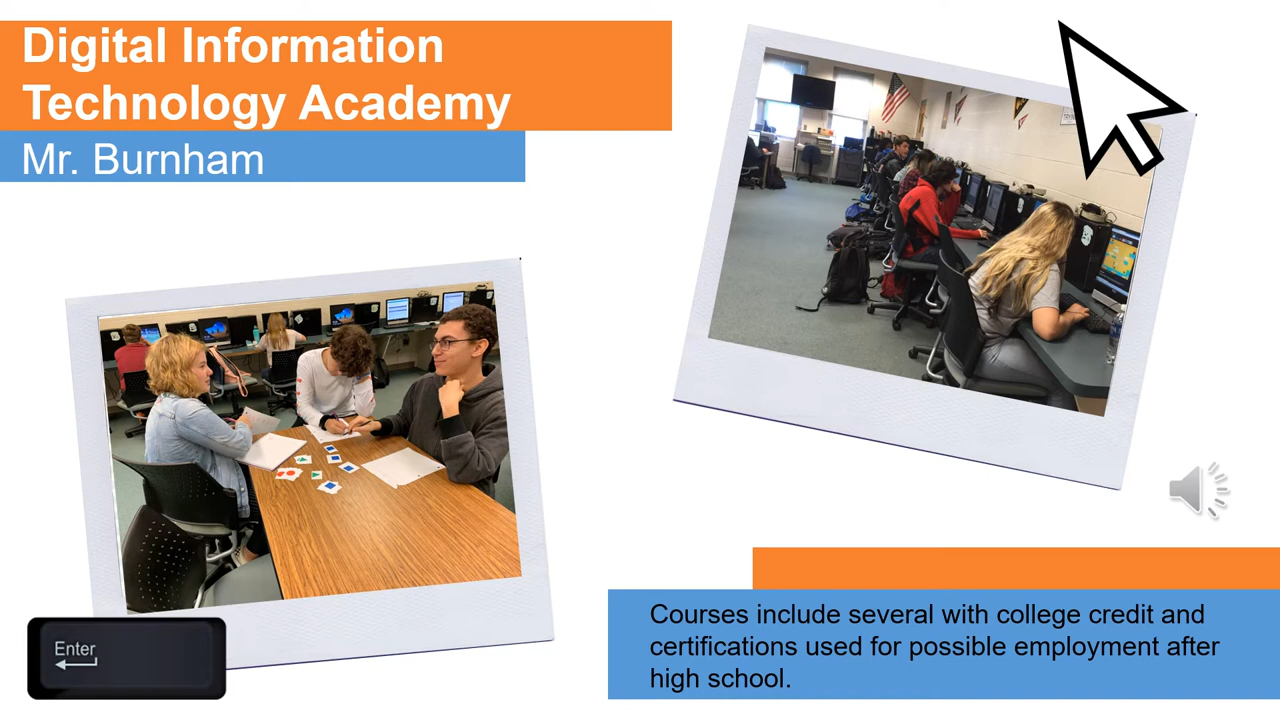 Digital Information
Technology Academy
Mr. Burnham
Enter
Courses include several with college credit and
certifications used for possible employment after
high school.